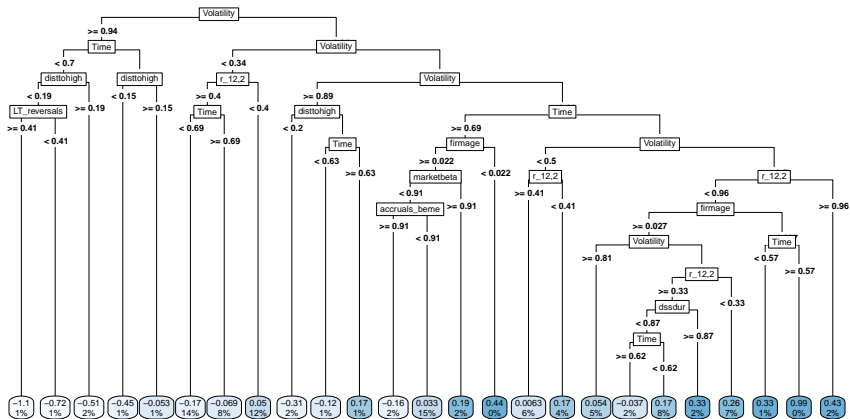 Volatility
>= 0.94
Time
Volatility
< 0.7
< 0.34
disttohigh
disttohigh
r_12,2
Volatility
< 0.19
>= 0.19
< 0.15
>= 0.15
>= 0.4
< 0.4
>= 0.89
LT_reversals
Time
disttohigh
Time
>= 0.41
< 0.41
< 0.69
>= 0.69
< 0.2
>= 0.69
Time
firmage
Volatility
< 0.63
>= 0.63
>= 0.022
< 0.022
< 0.5
marketbeta
r_12,2
r_12,2
< 0.91
>= 0.91
>= 0.41
< 0.41
< 0.96
>= 0.96
accruals_beme
firmage
>= 0.91
< 0.91
>= 0.027
Volatility
Time
>= 0.81
< 0.57
>= 0.57
r_12,2
>= 0.33
< 0.33
dssdur
< 0.87
>= 0.87
Time
>= 0.62
< 0.62
−1.1 −0.72 −0.51 −0.45 −0.053 −0.17 −0.069 0.05 −0.31 −0.12 0.17 −0.16 0.033 0.19 0.44 0.0063 0.17 0.054 −0.037 0.17 0.33 0.26 0.33 0.99 0.43
1% 1% 2% 1% 1% 14% 8% 12% 2% 1% 1% 2% 15% 2% 0% 6% 4% 5% 2% 8% 2% 7% 1% 0% 2%